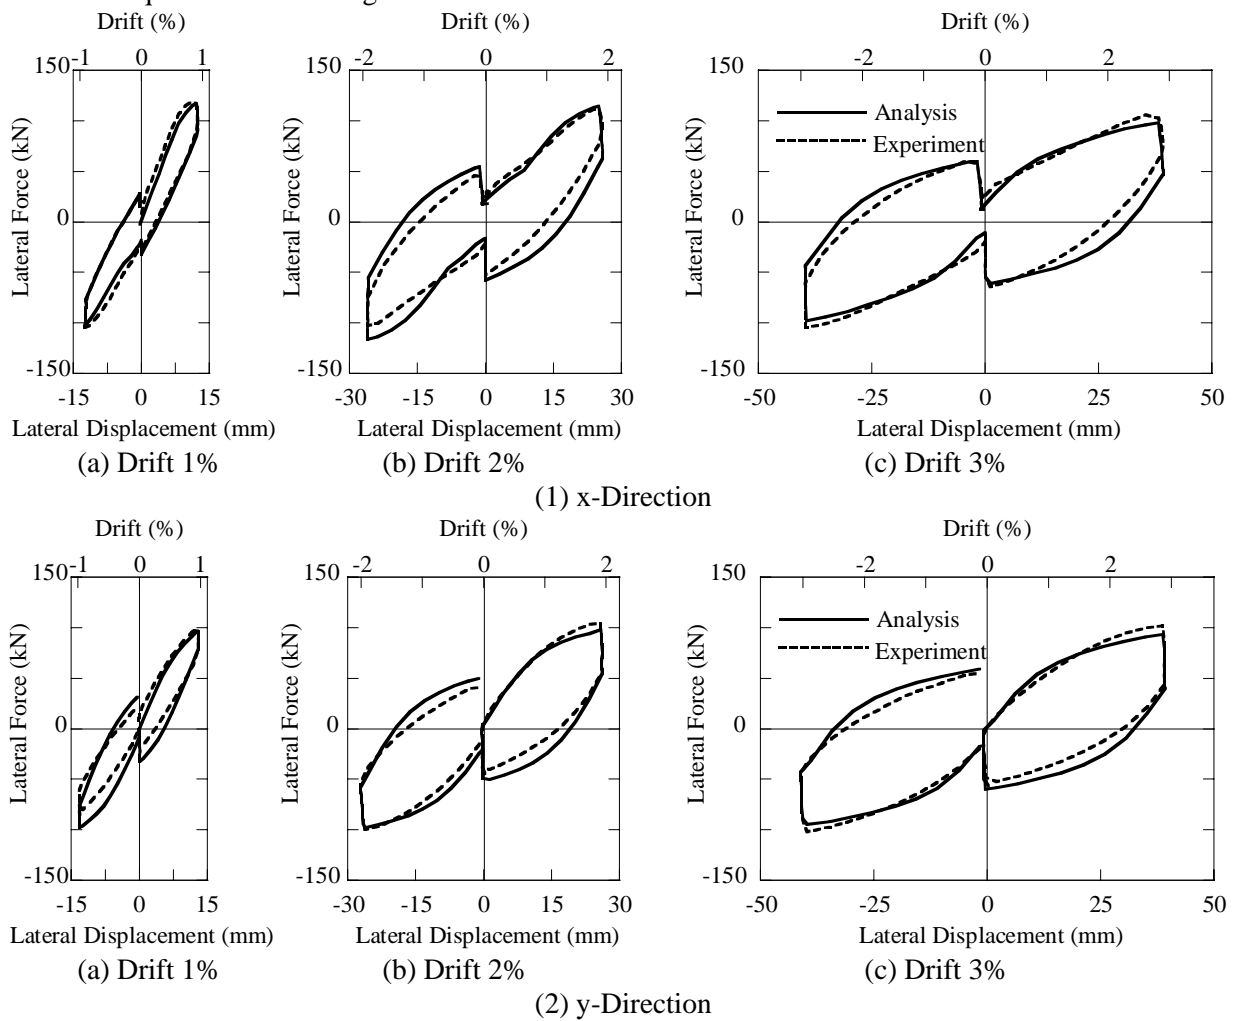 Drift (%) Drift (%) Drift (%)
-1 0 1 -2 0 2 -2 0 2
150 150 150
Analysis
Experiment
0 0 0
-150 -150 -150
Lateral Force (kN) Lateral Force (kN) Lateral Force (kN)
-15 0 15 -30 -15 0 15 30 -50 -25 0 25 50
Lateral Displacement (mm) Lateral Displacement (mm) Lateral Displacement (mm)
(a) Drift 1% (b) Drift 2% (c) Drift 3%
(1) x-Direction
Drift (%) Drift (%) Drift (%)
-1 0 1 -2 0 2 -2 0 2
150 150 150
Analysis
Experiment
0 0 0
-150 -150 -150
Lateral Force (kN) Lateral Force (kN) Lateral Force (kN)
-15 0 15 -30 -15 0 15 30 -50 -25 0 25 50
Lateral Displacement (mm) Lateral Displacement (mm) Lateral Displacement (mm)
(a) Drift 1% (b) Drift 2% (c) Drift 3%
(2) y-Direction